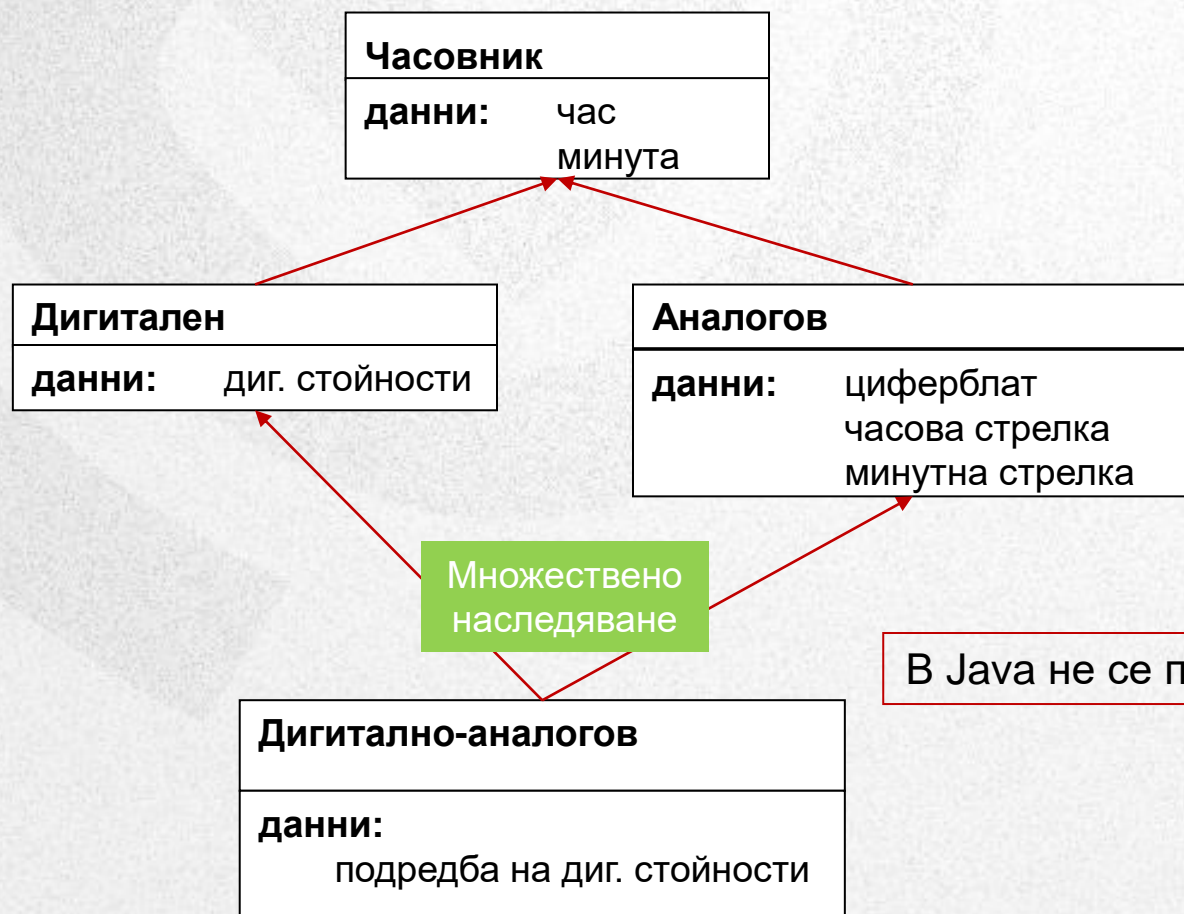 Часовник
данни: час
минута
Дигитален
данни: диг. стойности
Аналогов
данни: циферблат
часова стрелка
минутна стрелка
Множествено
наследяване
В Java не се
Дигитално-аналогов
данни:
подредба на диг. стойности